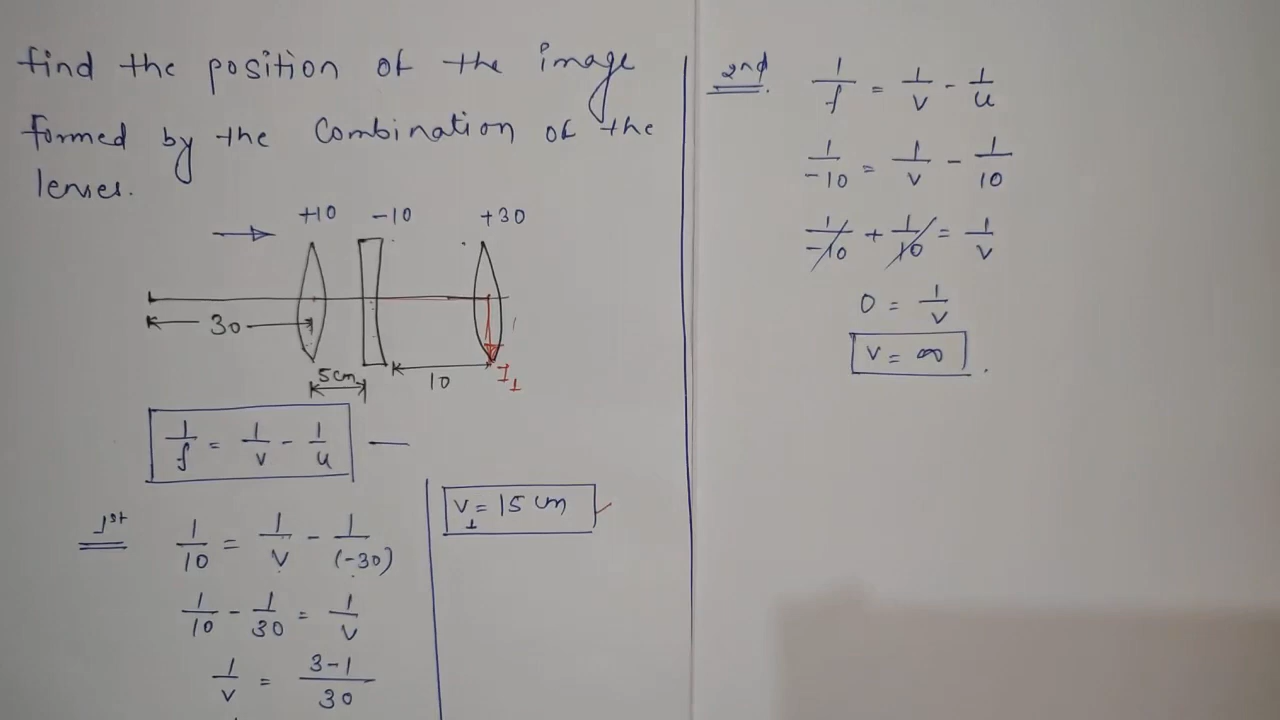 find the position of the image
formed by the Combination of the
lenses.
+10 -10 +30
30
5cm
10
I1
1/f = 1/v - 1/u
1st
1/10 = 1/v - 1/(-30)
1/10 - 1/30 = 1/v
1/v = 3-1/30
v1 = 15 cm
2nd.
1/f = 1/v - 1/u
1/-10 = 1/v - 1/10
1/-10 + 1/10 = 1/v
0 = 1/v
v = ∞